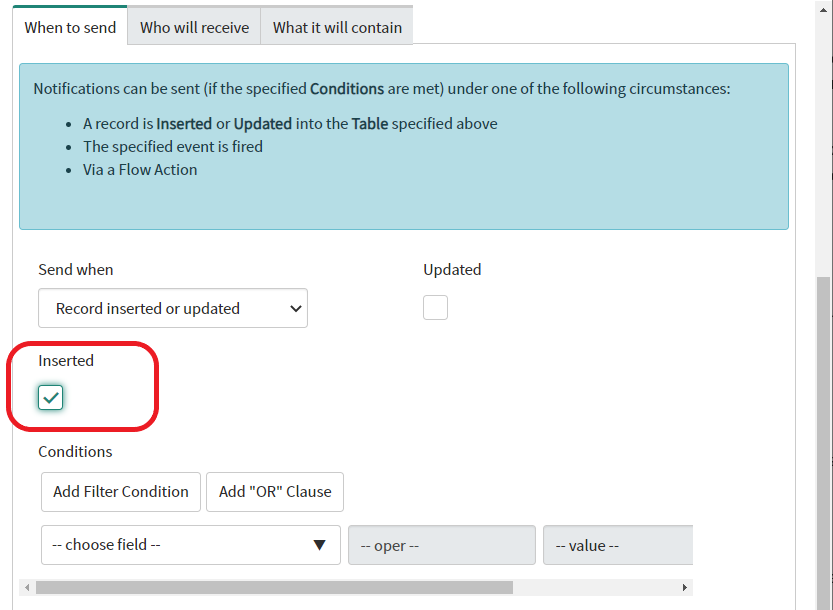 When to send
Who will receive
What it will contain
Notifications can be sent (if the specified Conditions are met) under one of the following circumstances:
A record is Inserted or Updated into the Table specified above
The specified event is fired
Via a Flow Action
Send when
Updated
Record inserted or updated
Inserted
Conditions
Add Filter Condition
Add "OR" Clause
-- choose field --
-- oper --
-- value --